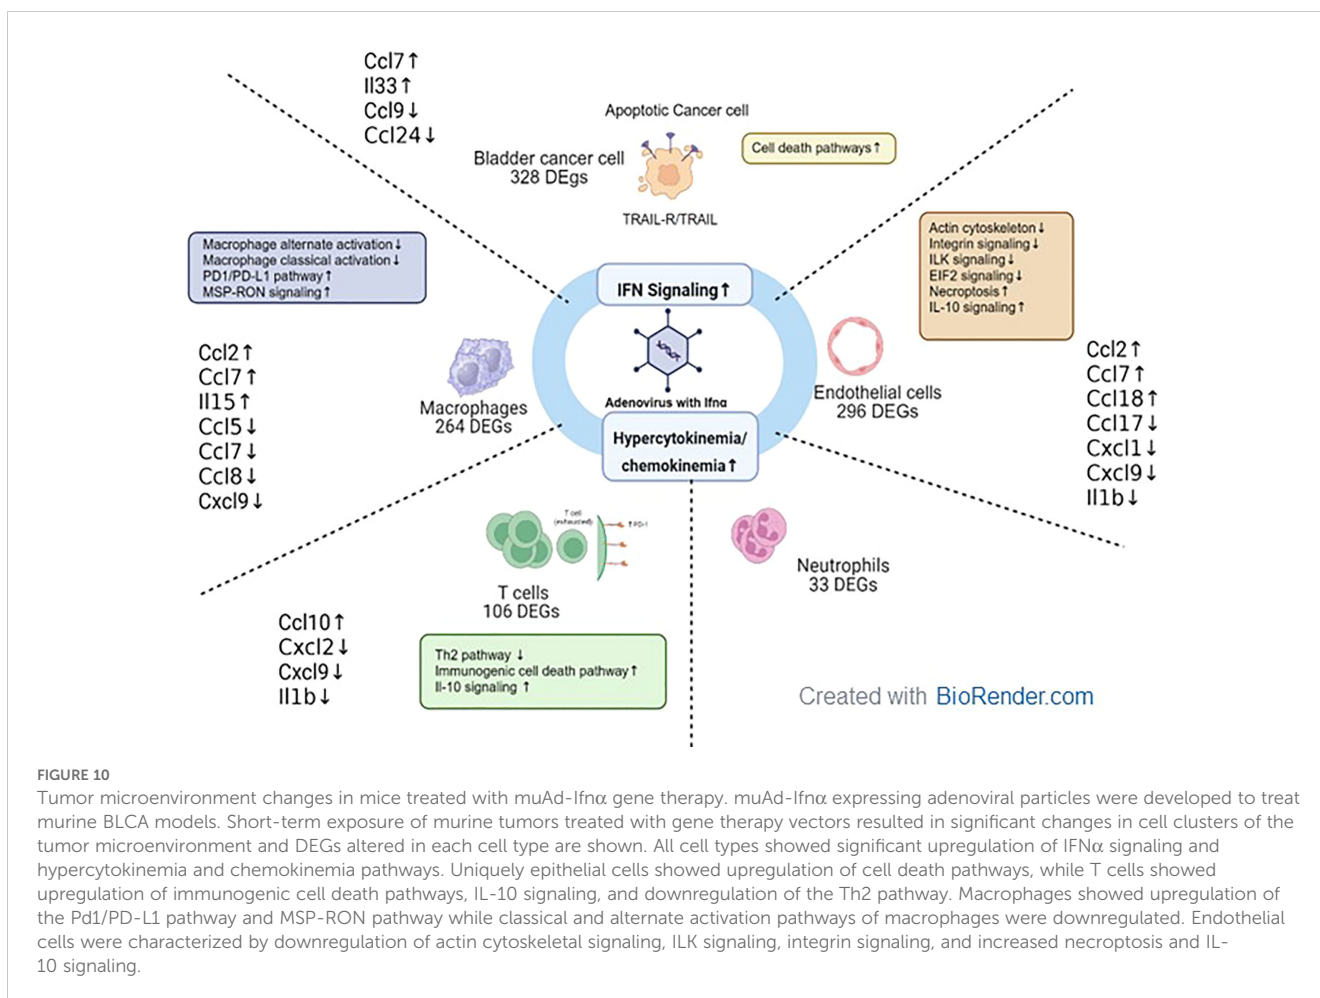 Ccl7↑
Il33↑
Ccl9↓
Ccl24↓
Apoptotic Cancer cell
Bladder cancer cell
328 DEgs
TRAIL-R/TRAIL
Cell death pathways↑
Macrophage alternate activation↓
Macrophage classical activation↓
PD1/PD-L1 pathway↑
MSP-RON signaling↑
Actin cytoskeleton↓
Integrin signaling↓
ILK signaling↓
EIF2 signaling↓
Necroptosis↑
IL-10 signaling↑
IFN Signaling↑
Adenovirus with Ifnα
Hypercytokinemia/
chemokinemia↑
Macrophages
264 DEGs
Ccl2↑
Ccl7↑
Il15↑
Ccl5↓
Ccl7↓
Ccl8↓
Cxcl9↓
Endothelial cells
296 DEGs
Ccl2↑
Ccl7↑
Ccl18↑
Ccl17↓
Cxcl1↓
Cxcl9↓
Il1b↓
T cell
(exhausted)
↑PD-1
T cells
106 DEGs
Ccl10↑
Cxcl2↓
Cxcl9↓
Il1b↓
Th2 pathway ↓
Immunogenic cell death pathway↑
Il-10 signaling ↑
Neutrophils
33 DEGs
Created with BioRender.com
FIGURE 10
Tumor microenvironment changes in mice treated with muAd-Ifnα gene therapy. muAd-Ifnα expressing adenoviral particles were developed to treat
murine BLCA models. Short-term exposure of murine tumors treated with gene therapy vectors resulted in significant changes in cell clusters of the
tumor microenvironment and DEGs altered in each cell type are shown. All cell types showed significant upregulation of IFNα signaling and
hypercytokinemia and chemokinemia pathways. Uniquely epithelial cells showed upregulation of cell death pathways, while T cells showed
upregulation of immunogenic cell death pathways, IL-10 signaling, and downregulation of the Th2 pathway. Macrophages showed upregulation of
the Pd1/PD-L1 pathway and MSP-RON pathway while classical and alternate activation pathways of macrophages were downregulated. Endothelial
cells were characterized by downregulation of actin cytoskeletal signaling, ILK signaling, integrin signaling, and increased necroptosis and IL-
10 signaling.